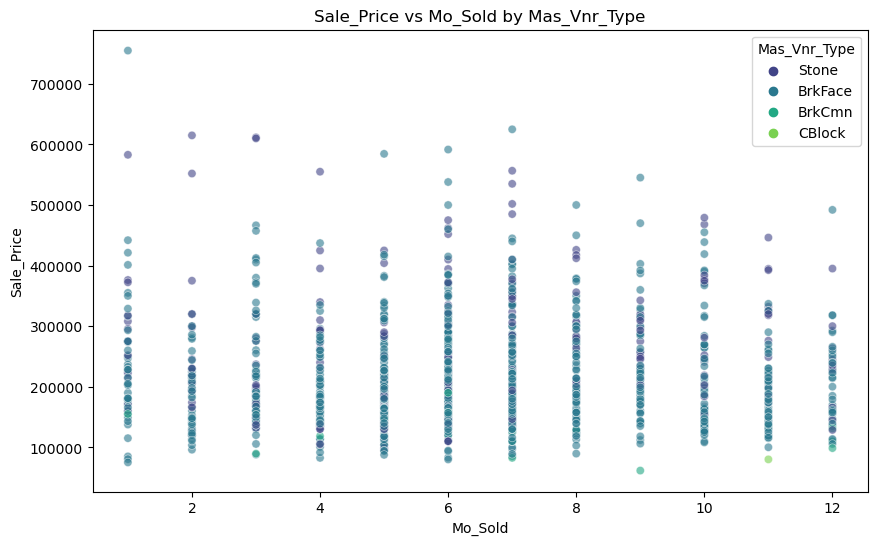 Sale_Price vs Mo_Sold by Mas_Vnr_Type
Mas_Vnr_Type
Stone
BrkFace
BrkCmn
CBlock
Sale_Price
700000
600000
500000
400000
300000
200000
100000
2 4 6 8 10 12
Mo_Sold